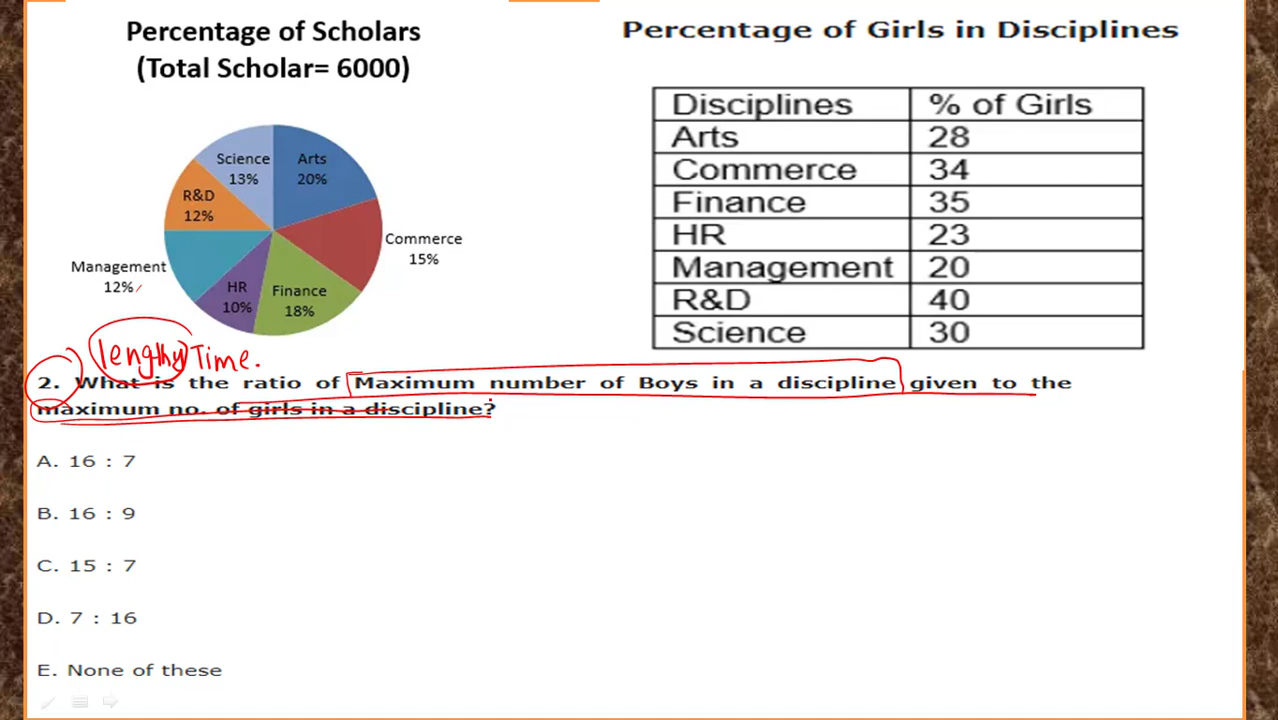 Percentage of Scholars
(Total Scholar= 6000)
Percentage of Girls in Disciplines
Science
13%
Arts
20%
R&D
12%
Commerce
15%
Management
12%
HR
10%
Finance
18%
Disciplines % of Girls
Arts 28
Commerce 34
Finance 35
HR 23
Management 20
R&D 40
Science 30
lengthy Time.
2. What is the ratio of Maximum number of Boys in a discipline given to the
maximum no. of girls in a discipline?
A. 16 : 7
B. 16 : 9
C. 15 : 7
D. 7 : 16
E. None of these